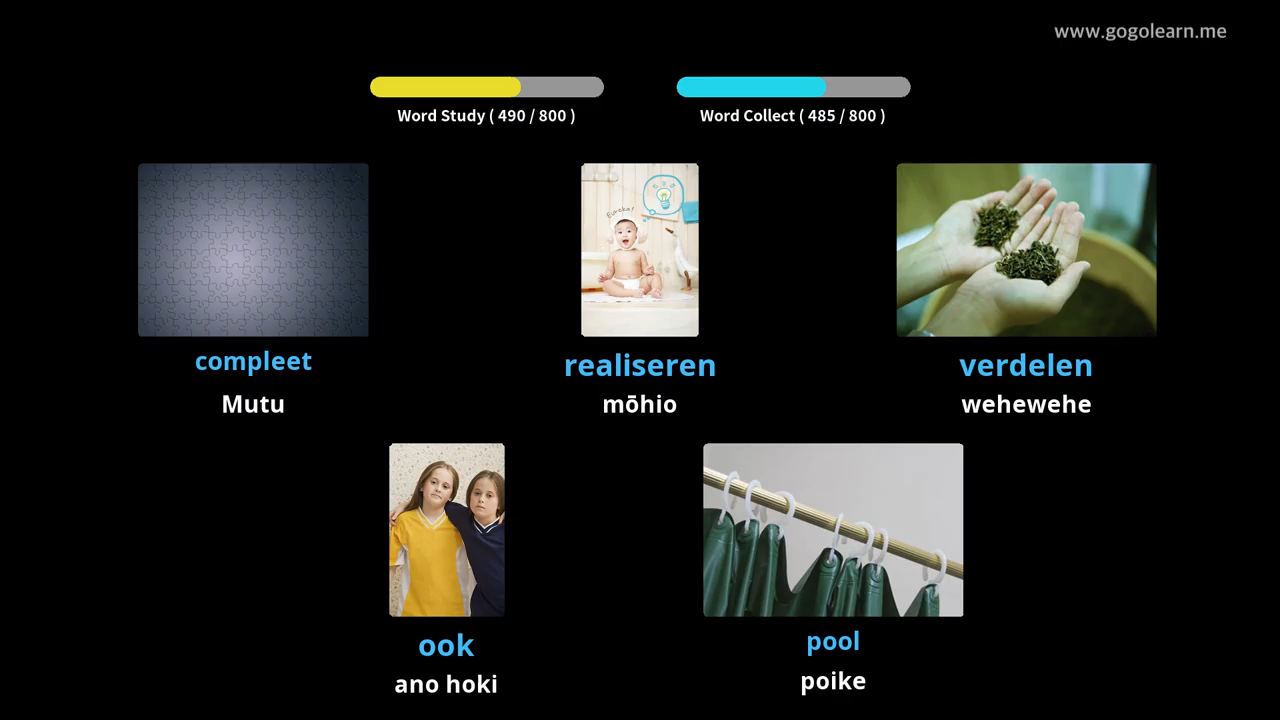 www.gogolearn.me
Word Study ( 490 / 800 )
Word Collect ( 485 / 800 )
Eureka!
compleet
Mutu
realiseren
mōhio
verdelen
wehewehe
ook
ano hoki
pool
poike